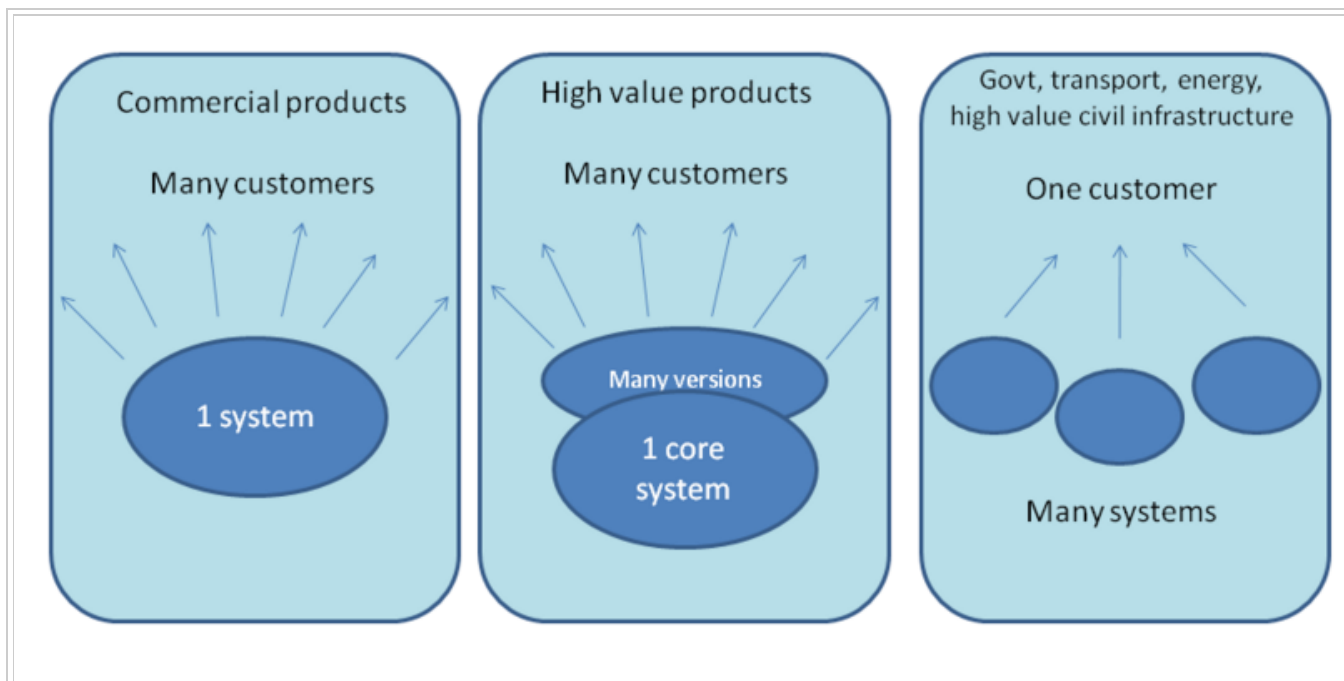 Commercial products
Many customers
1 system
High value products
Many customers
Many versions
1 core
system
Govt, transport, energy,
high value civil infrastructure
One customer
Many systems